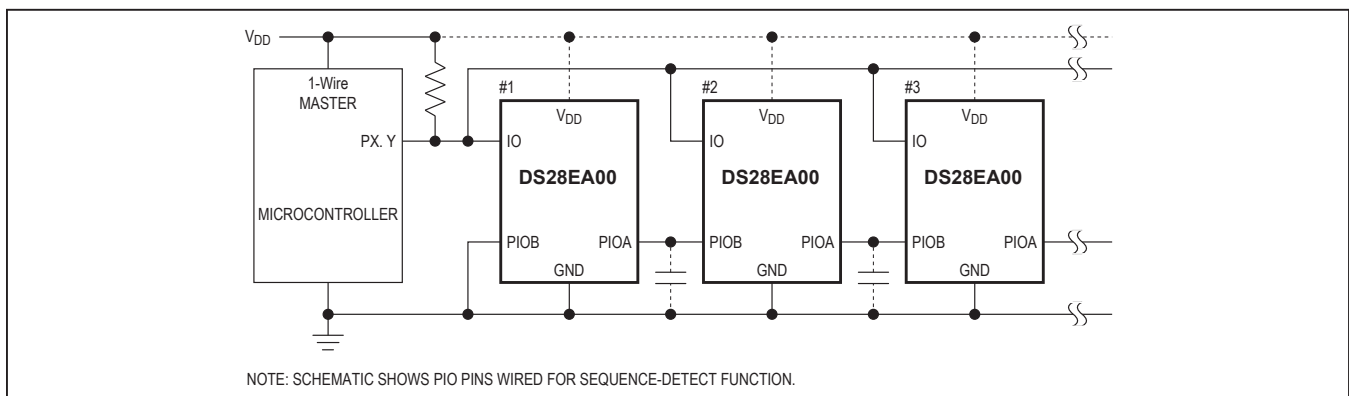 VDD
1-Wire
MASTER
PX. Y
MICROCONTROLLER
#1
VDD
IO
DS28EA00
PIOB
PIOA
GND
#2
VDD
IO
DS28EA00
PIOB
PIOA
GND
#3
VDD
IO
DS28EA00
PIOB
PIOA
GND
NOTE: SCHEMATIC SHOWS PIO PINS WIRED FOR SEQUENCE-DETECT FUNCTION.